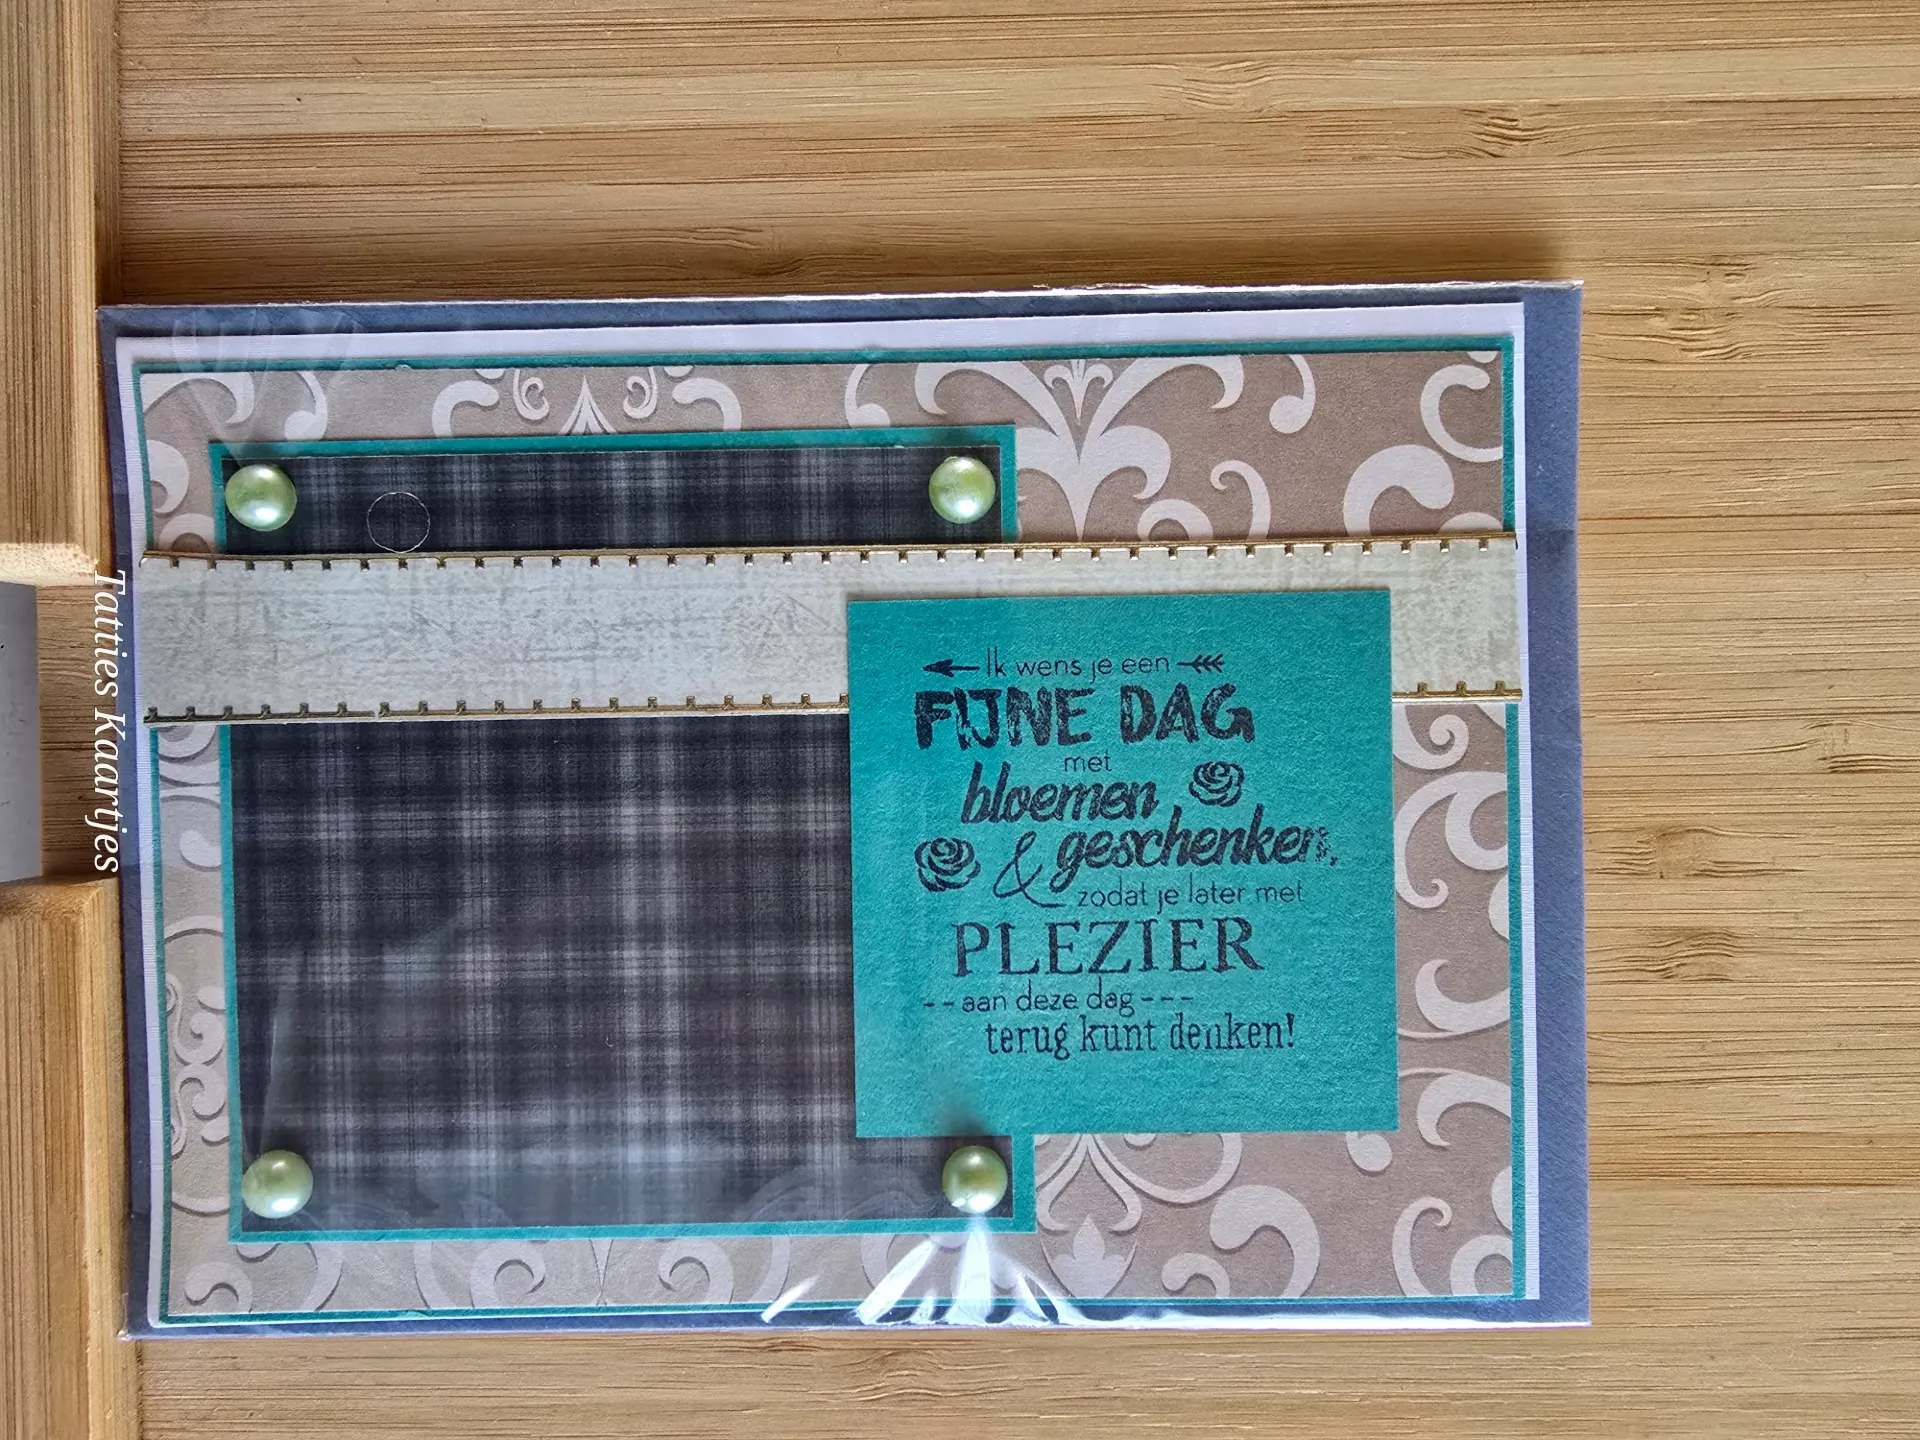 Ik wens je een
FIJNE DAG
met
bloemen
& geschenken,
zodat je later met
PLEZIER
--aan deze dag---
terug kunt denken!
Tatties Kaartjes